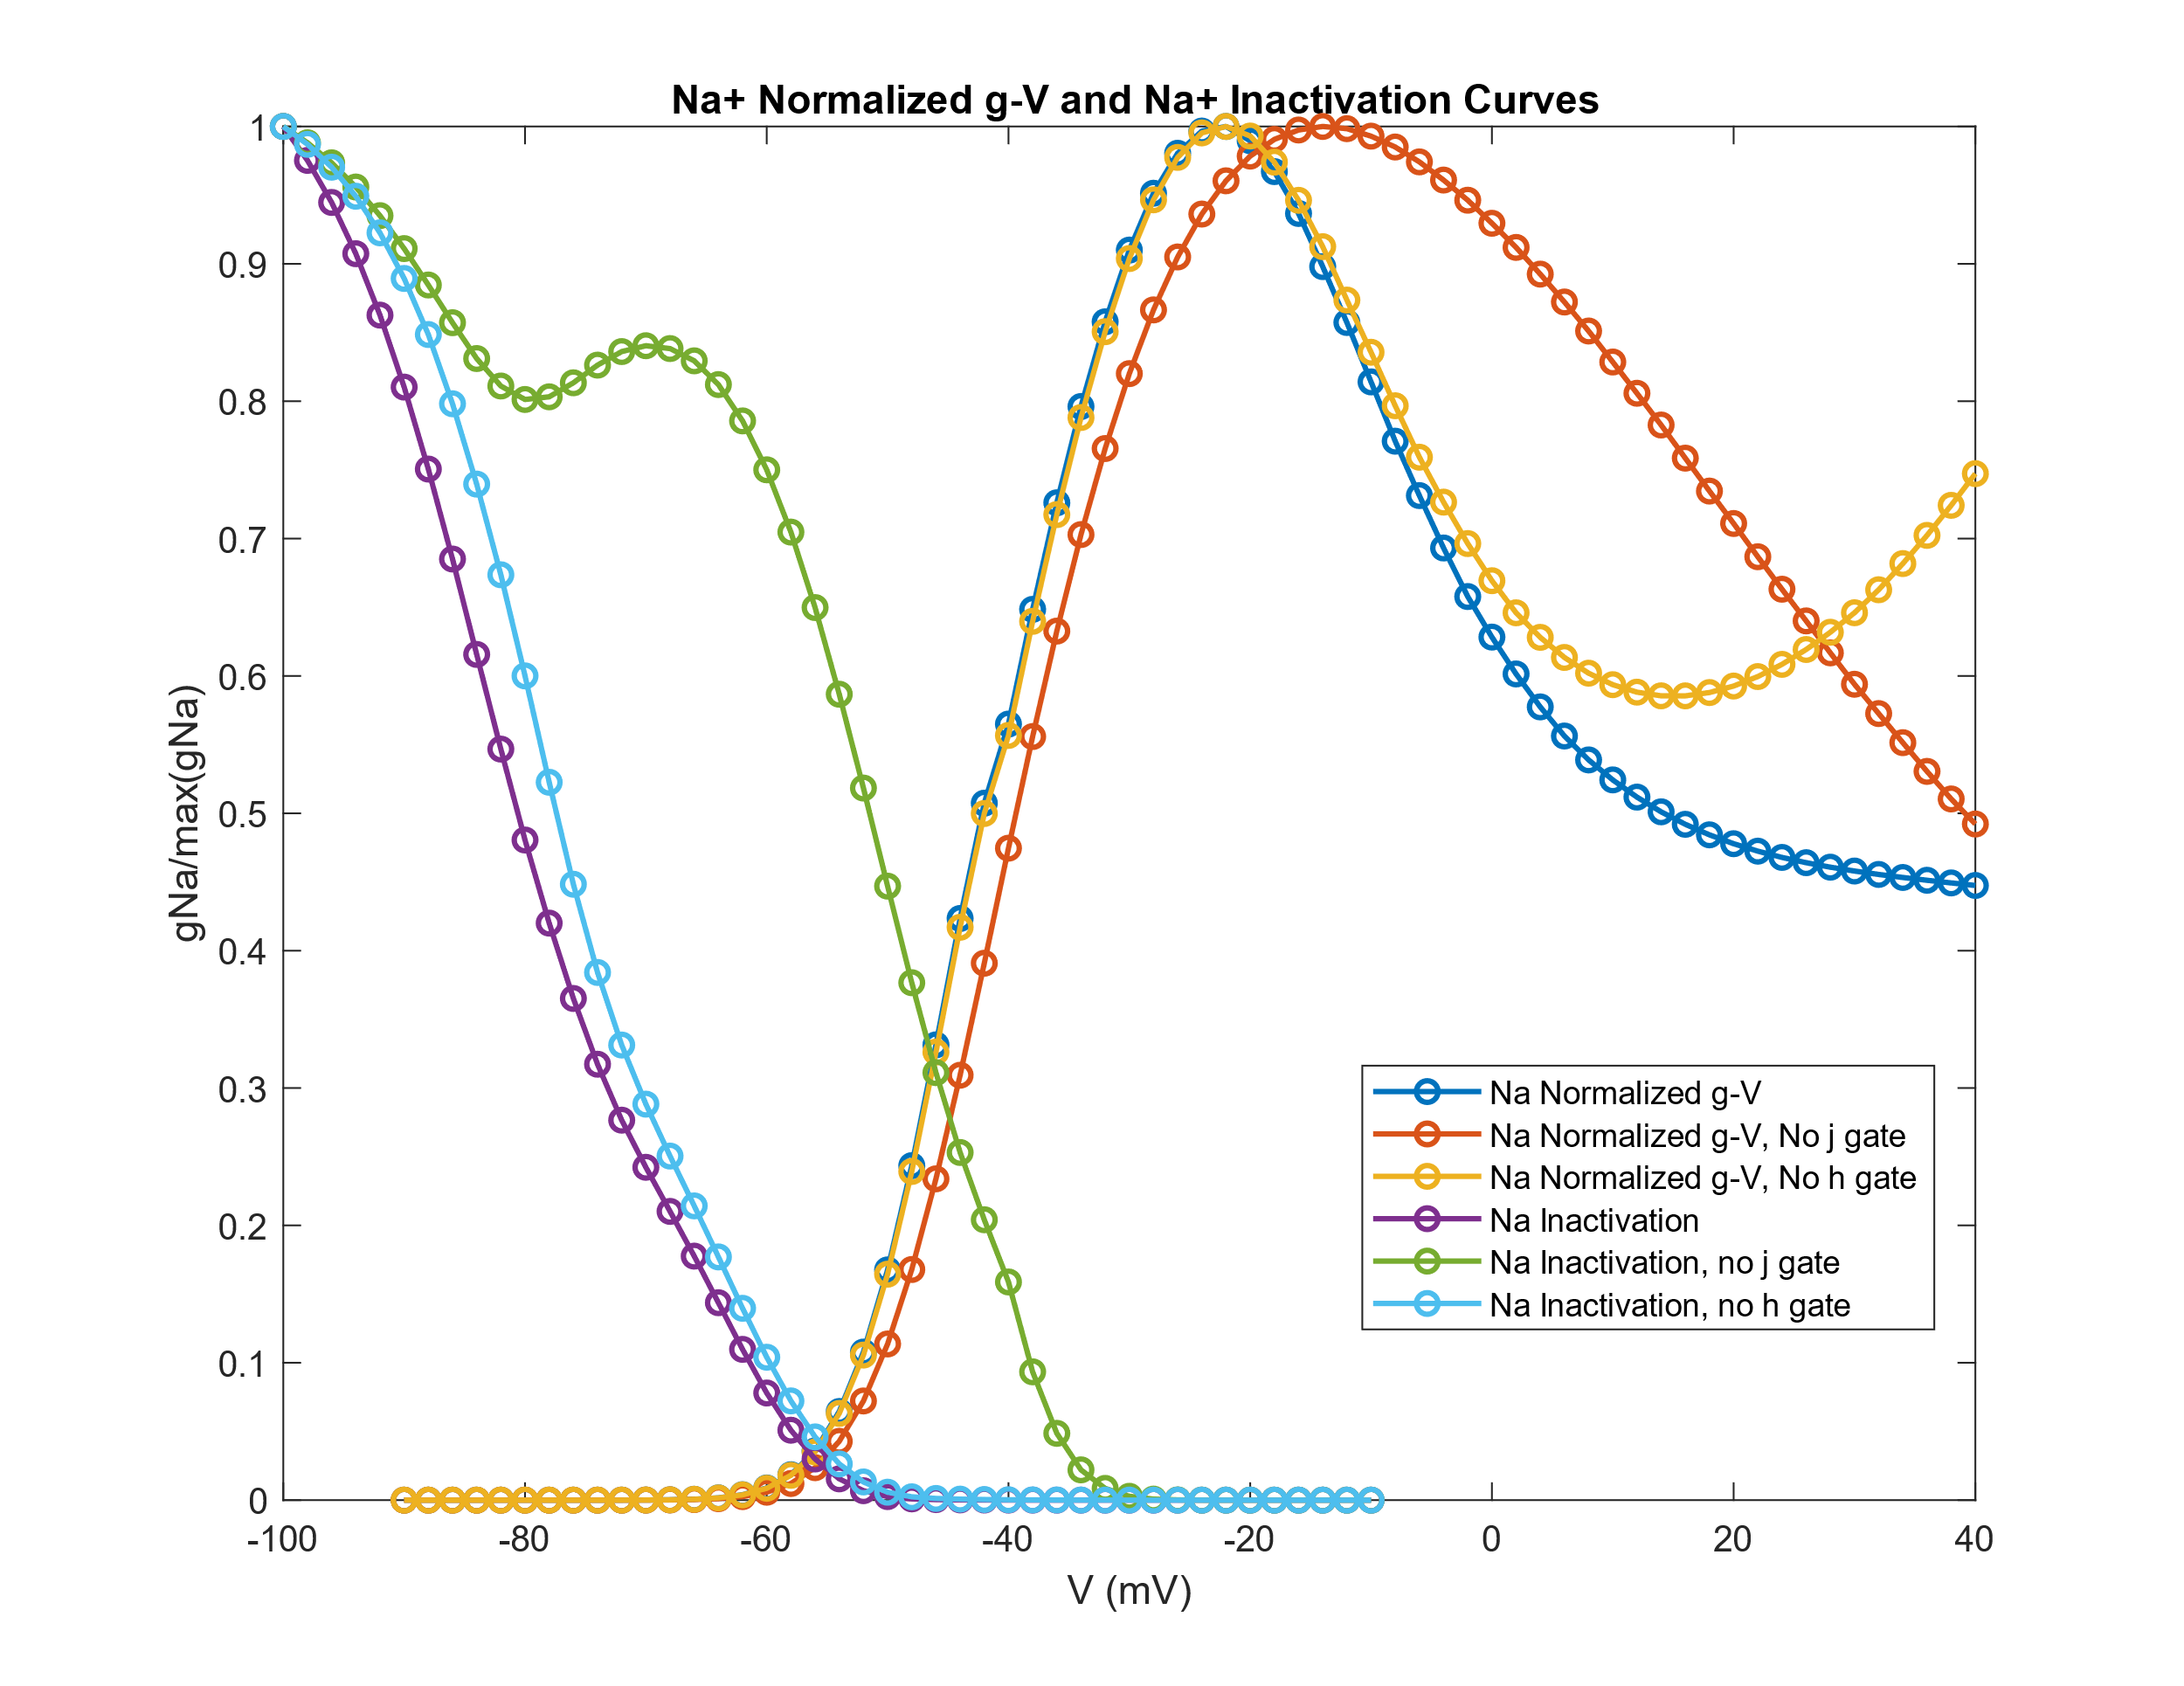 Na+ Normalized g-V and Na+ Inactivation Curves
1
0.9
0.8
0.7
0.6
0.5
0.4
0.3
0.2
0.1
0
gNa/max(gNa)
-100 -80 -60 -40 -20 0 20 40
V (mV)
Na Normalized g-V
Na Normalized g-V, No j gate
Na Normalized g-V, No h gate
Na Inactivation
Na Inactivation, no j gate
Na Inactivation, no h gate